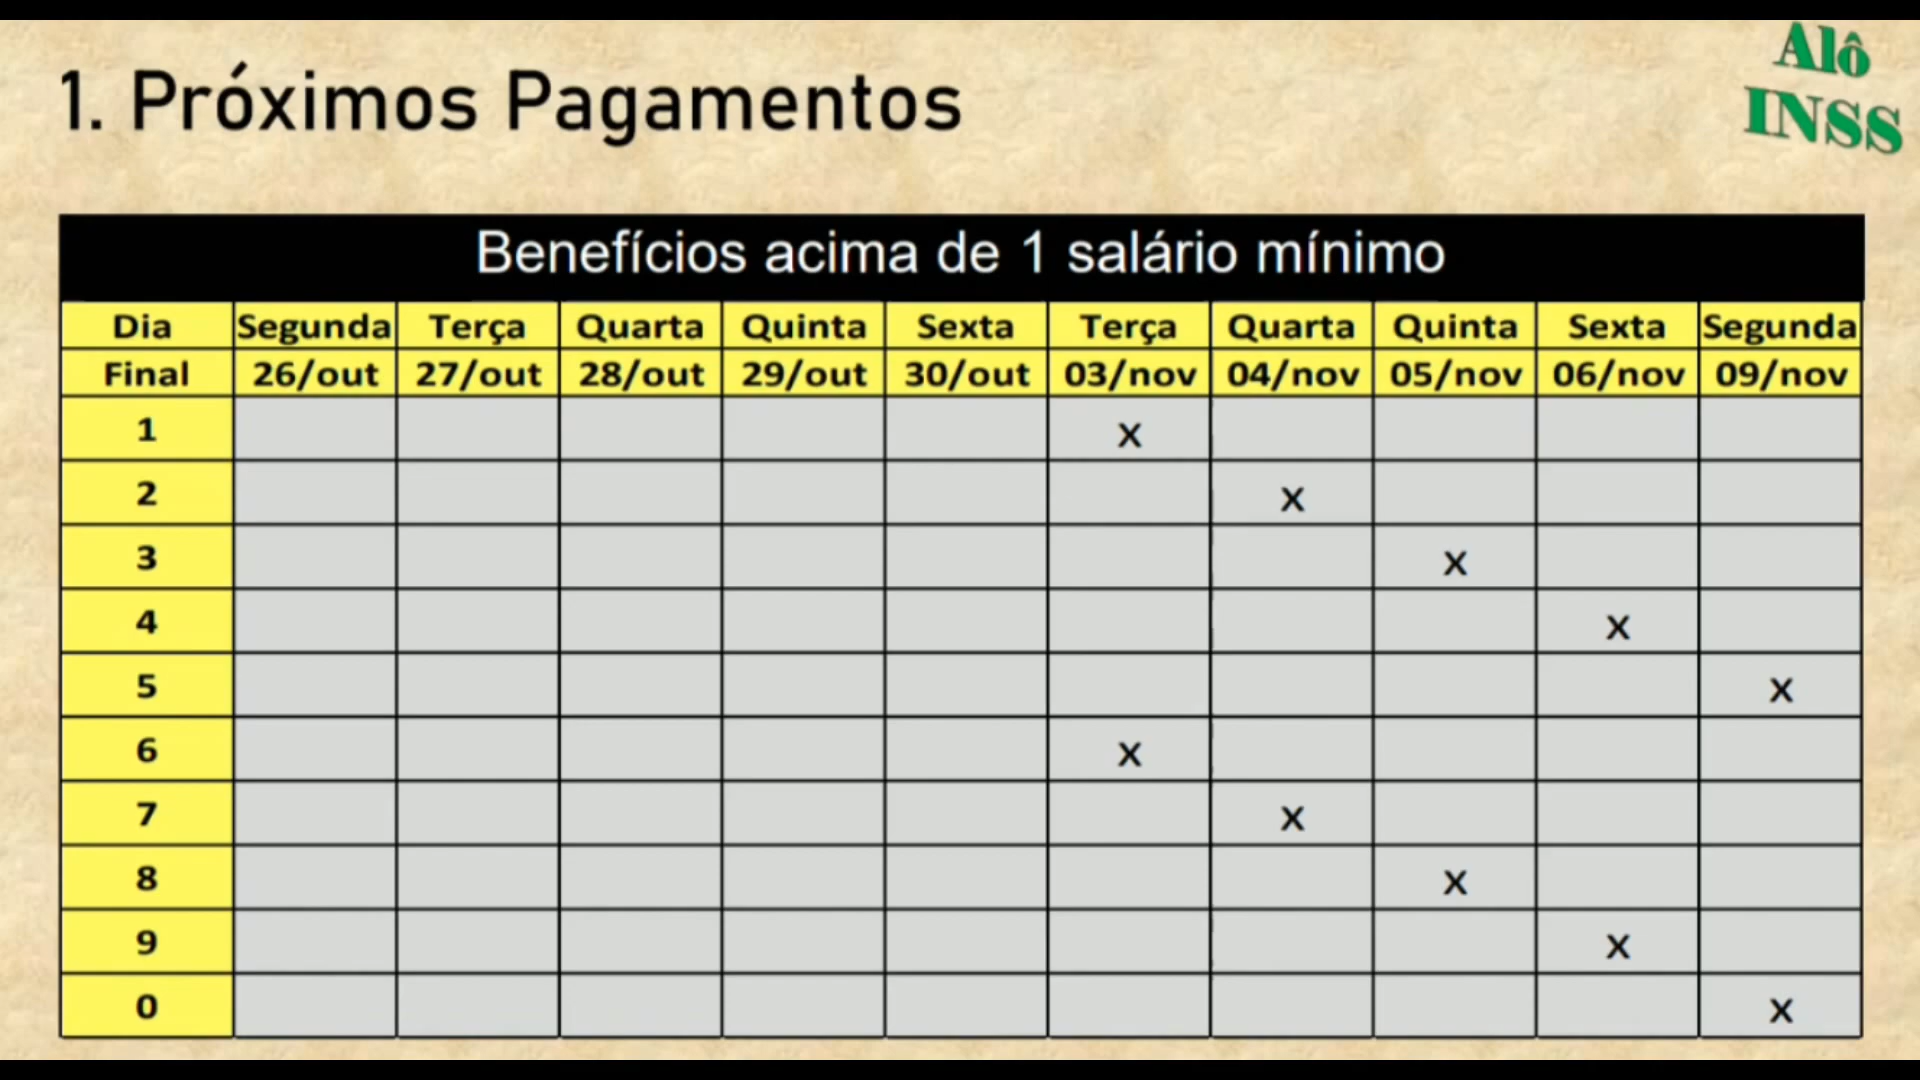 1. Próximos Pagamentos
Alô
INSS
Benefícios acima de 1 salário mínimo
Dia Segunda Terça Quarta Quinta Sexta Terça Quarta Quinta Sexta Segunda
Final 26/out 27/out 28/out 29/out 30/out 03/nov 04/nov 05/nov 06/nov 09/nov
1 x
2 x
3 x
4 x
5 x
6 x
7 x
8 x
9 x
0 x